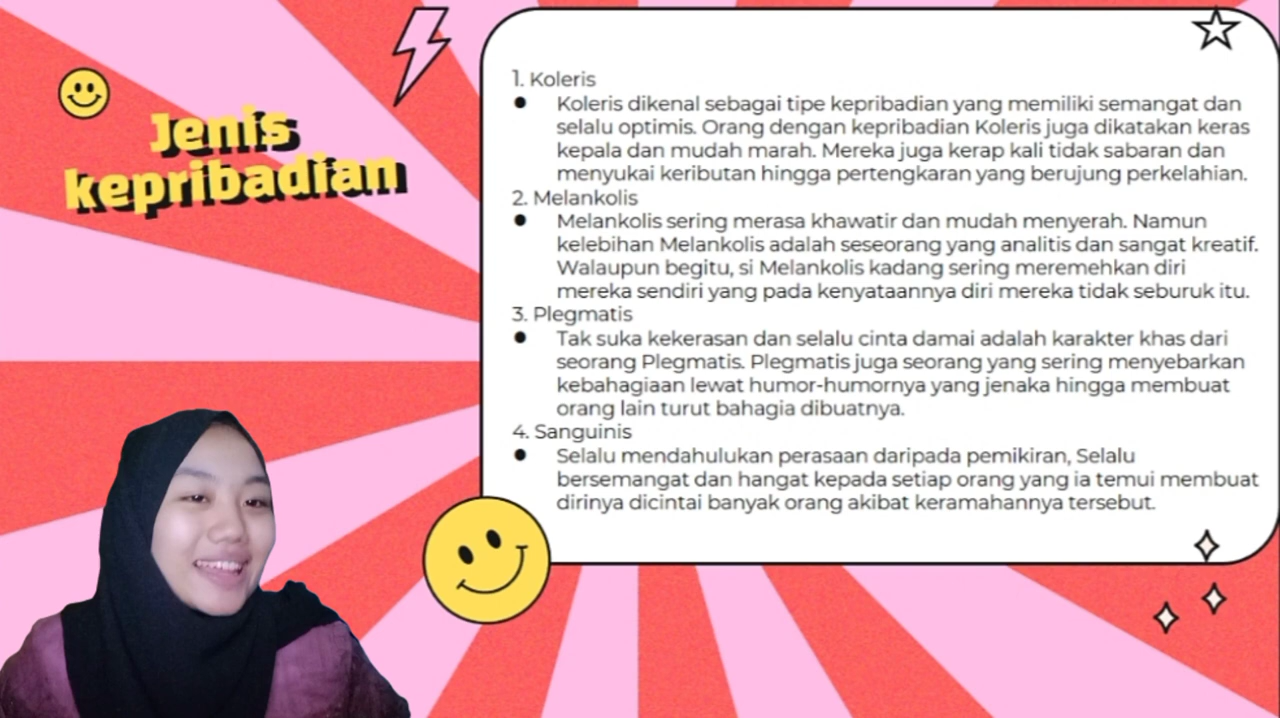 Jenis
kepribadian
1. Koleris
● Koleris dikenal sebagai tipe kepribadian yang memiliki semangat dan
selalu optimis. Orang dengan kepribadian Koleris juga dikatakan keras
kepala dan mudah marah. Mereka juga kerap kali tidak sabaran dan
menyukai keributan hingga pertengkaran yang berujung perkelahian.
2. Melankolis
● Melankolis sering merasa khawatir dan mudah menyerah. Namun
kelebihan Melankolis adalah seseorang yang analitis dan sangat kreatif.
Walaupun begitu, si Melankolis kadang sering meremehkan diri
mereka sendiri yang pada kenyataannya diri mereka tidak seburuk itu.
3. Plegmatis
● Tak suka kekerasan dan selalu cinta damai adalah karakter khas dari
seorang Plegmatis. Plegmatis juga seorang yang sering menyebarkan
kebahagiaan lewat humor-humornya yang jenaka hingga membuat
orang lain turut bahagia dibuatnya.
4. Sanguinis
● Selalu mendahulukan perasaan daripada pemikiran, Selalu
bersemangat dan hangat kepada setiap orang yang ia temui membuat
dirinya dicintai banyak orang akibat keramahannya tersebut.